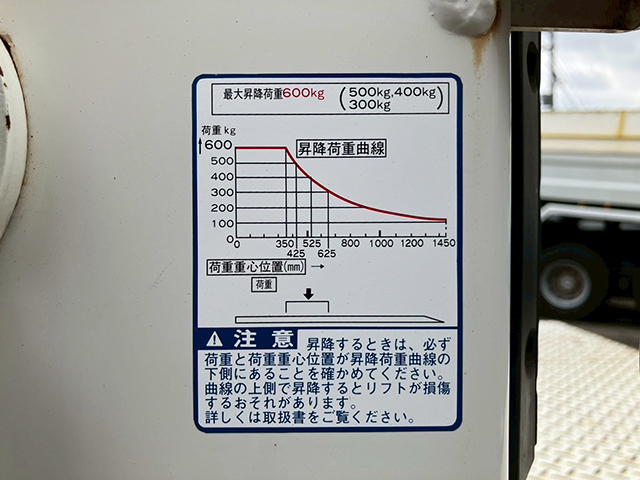 最大昇降荷重600kg (500kg,400kg
300kg)
荷重kg
昇降荷重曲線
600
500
400
300
200
100
0
0 350 525 800 1000 1200 1450
425 625
荷重重心位置(mm) →
荷重
注意 昇降するときは、必ず
荷重と荷重重心位置が昇降荷重曲線の
下側にあることを確かめてください。
曲線の上側で昇降するとリフトが損傷
するおそれがあります。
詳しくは取扱書をご覧ください。